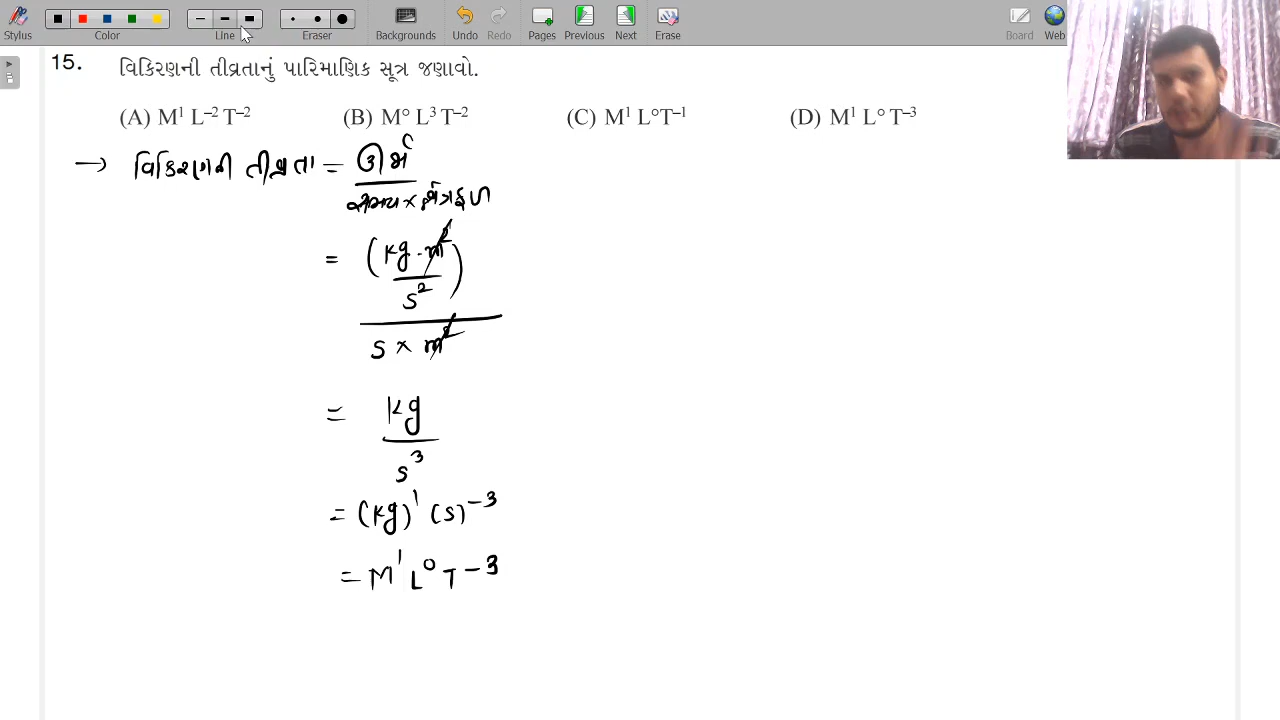 Stylus Color Line Eraser Backgrounds Undo Redo Pages Previous Next Erase Board Web
15. વિકિરણની તીવ્રતાનું પારિમાણિક સૂત્ર જણાવો.
(A) M¹ L⁻² T⁻² (B) M° L³ T⁻² (C) M¹ L°T⁻¹ (D) M¹ L° T⁻³
→ વિકિરણની તીવ્રતા = ઊર્જા
સમય × ક્ષેત્રફળ
= (kg · m²
s²)
s × m²
= kg
s³
= (kg)¹ (s)⁻³
= M¹ L⁰ T⁻³